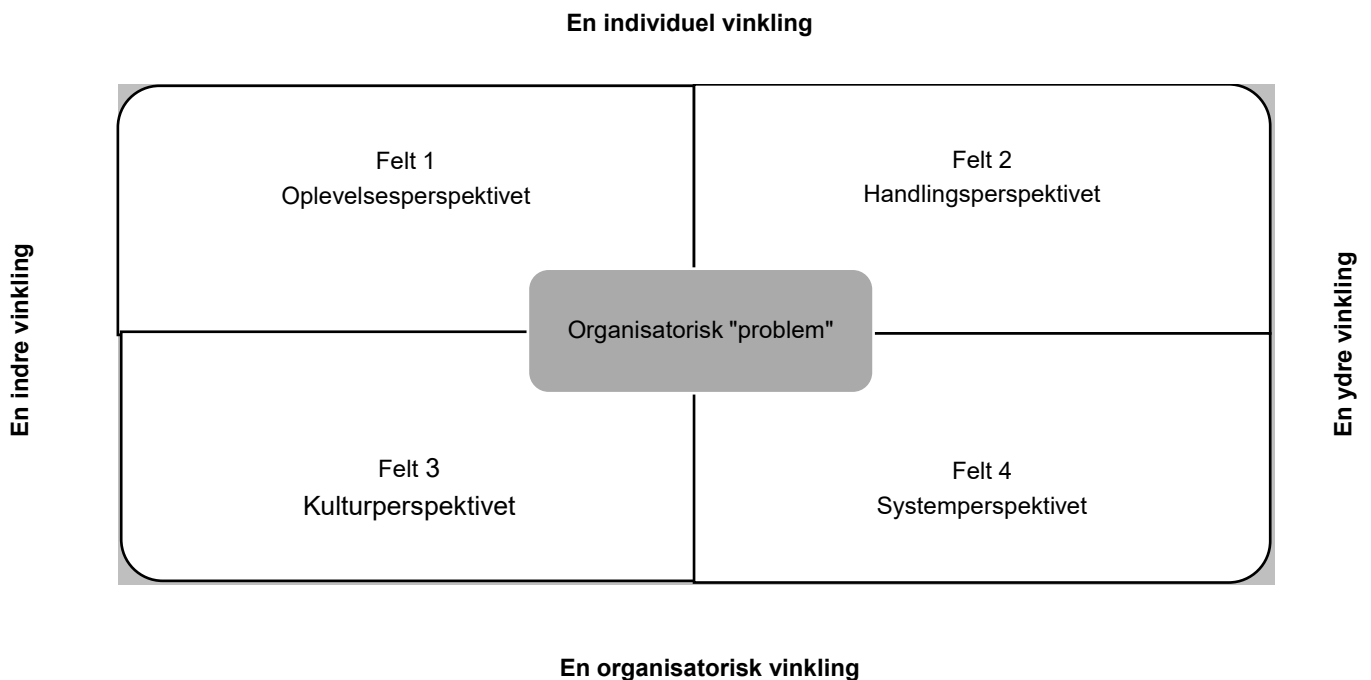 En individuel vinkling
Felt 1
Oplevelsesperspektivet
Felt 2
Handlingsperspektivet
En indre vinkling
Organisatorisk "problem"
En ydre vinkling
Felt 3
Kulturperspektivet
Felt 4
Systemperspektivet
En organisatorisk vinkling